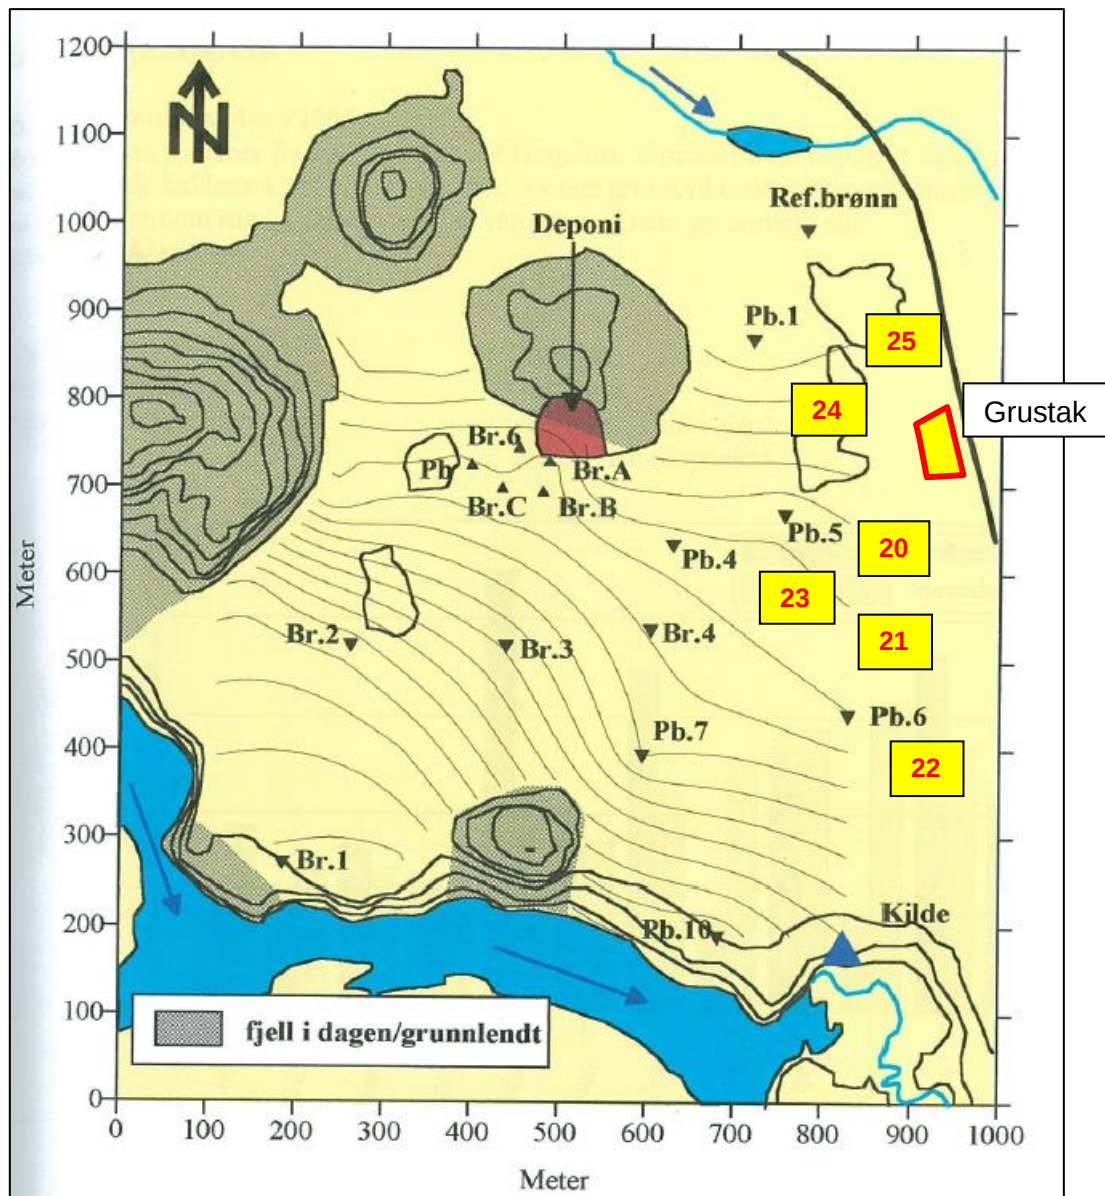 1200
1100
1000
900
800
700
600
500
400
300
200
100
0
Meter
N
Ref.brønn
Deponi
Pb.1
25
24
Grustak
Br.6
Pb
Br.A
Br.C
Br.B
Pb.5
Pb.4
20
23
Br.2
Br.3
Br.4
21
Pb.6
Pb.7
22
Br.1
Kilde
Pb.10
fjell i dagen/grunnlendt
0 100 200 300 400 500 600 700 800 900 1000
Meter